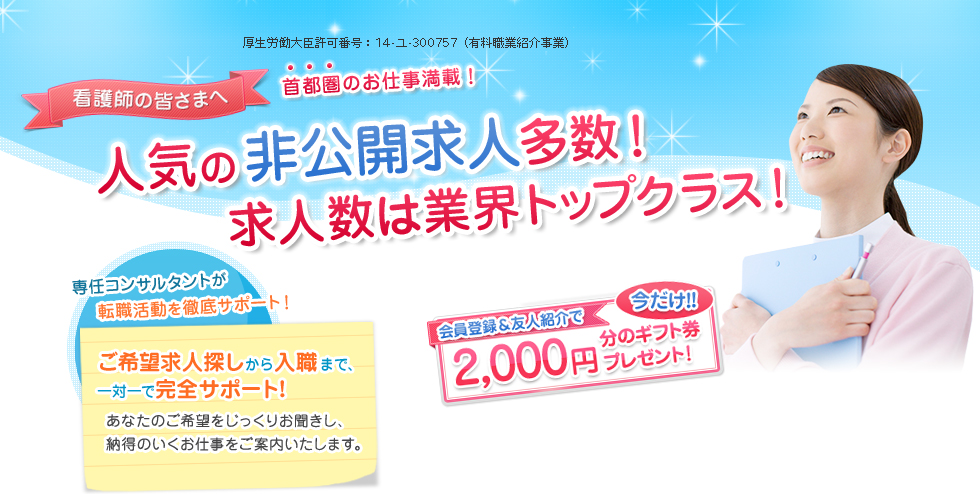 厚生労働大臣許可番号：14-ユ-300757（有料職業紹介事業）
看護師の皆さまへ
首都圏のお仕事満載！
人気の非公開求人多数！
求人数は業界トップクラス！
専任コンサルタントが
転職活動を徹底サポート！
ご希望求人探しから入職まで、
一対一で完全サポート！
あなたのご希望をじっくりお聞きし、
納得のいくお仕事をご案内いたします。
今だけ!!
会員登録＆友人紹介で
2,000円分のギフト券
プレゼント！